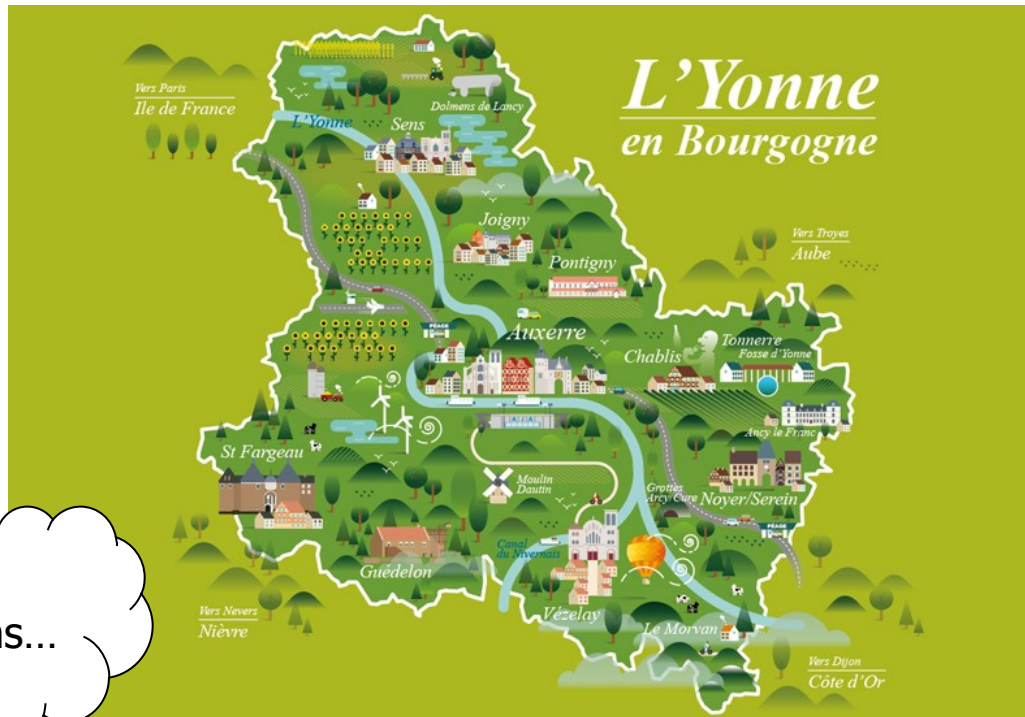 L'Yonne
en Bourgogne
Vers Paris
Ile de France
L'Yonne
Sens
Dolmens de Lancy
Joigny
Pontigny
Vers Troyes
Aube
PÉAGE
Auxerre
Chablis
Tonnerre
Fosse d'Yonne
Ancy le Franc
St Fargeau
Moulin
Dautin
Grottes
Arcy/Cure
Noyer/Serein
PÉAGE
Canal
du Nivernais
Guédelon
Vézelay
Le Morvan
Vers Nevers
Nièvre
Vers Dijon
Côte d'Or